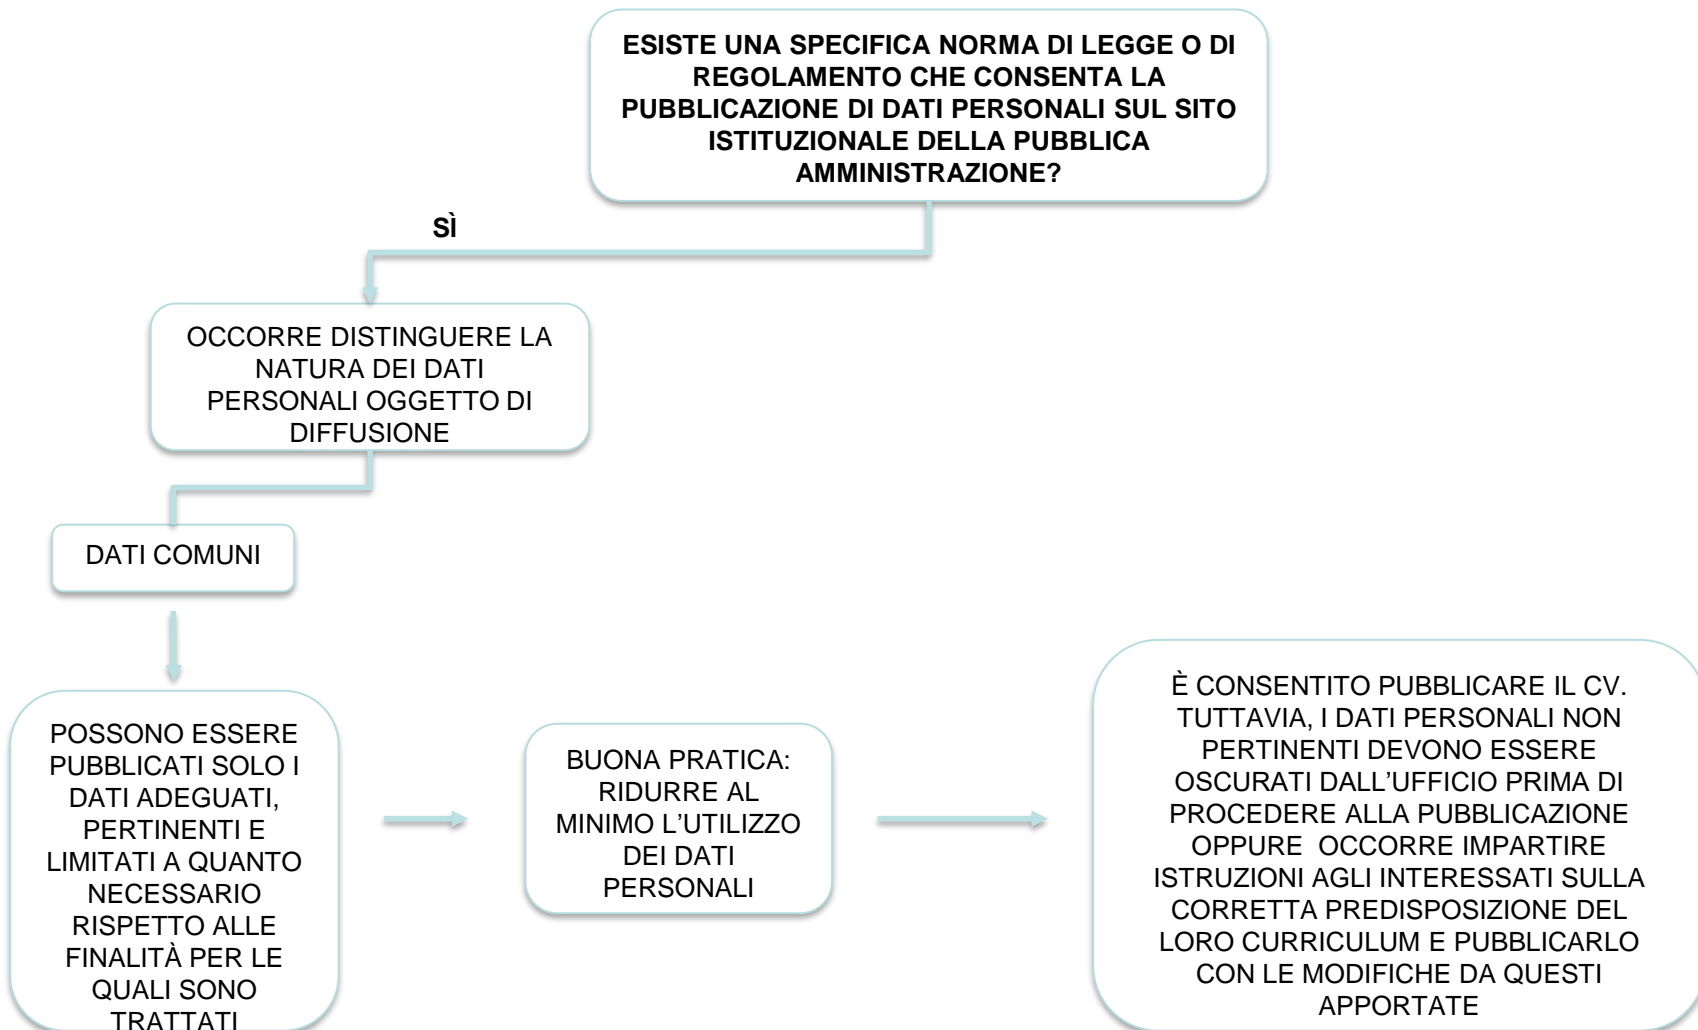 ESISTE UNA SPECIFICA NORMA DI LEGGE O DI
REGOLAMENTO CHE CONSENTA LA
PUBBLICAZIONE DI DATI PERSONALI SUL SITO
ISTITUZIONALE DELLA PUBBLICA
AMMINISTRAZIONE?
SÌ
OCCORRE DISTINGUERE LA
NATURA DEI DATI
PERSONALI OGGETTO DI
DIFFUSIONE
DATI COMUNI
POSSONO ESSERE
PUBBLICATI SOLO I
DATI ADEGUATI,
PERTINENTI E
LIMITATI A QUANTO
NECESSARIO
RISPETTO ALLE
FINALITÀ PER LE
QUALI SONO
TRATTATI
BUONA PRATICA:
RIDURRE AL
MINIMO L’UTILIZZO
DEI DATI
PERSONALI
È CONSENTITO PUBBLICARE IL CV.
TUTTAVIA, I DATI PERSONALI NON
PERTINENTI DEVONO ESSERE
OSCURATI DALL’UFFICIO PRIMA DI
PROCEDERE ALLA PUBBLICAZIONE
OPPURE OCCORRE IMPARTIRE
ISTRUZIONI AGLI INTERESSATI SULLA
CORRETTA PREDISPOSIZIONE DEL
LORO CURRICULUM E PUBBLICARLO
CON LE MODIFICHE DA QUESTI
APPORTATE